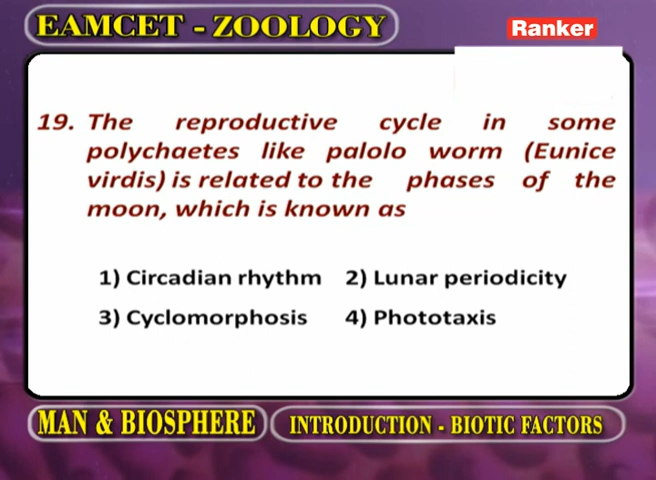 EAMCET - ZOOLOGY
Ranker
19. The reproductive cycle in some
polychaetes like palolo worm (Eunice
virdis) is related to the phases of the
moon, which is known as
1) Circadian rhythm 2) Lunar periodicity
3) Cyclomorphosis 4) Phototaxis
MAN & BIOSPHERE
INTRODUCTION - BIOTIC FACTORS